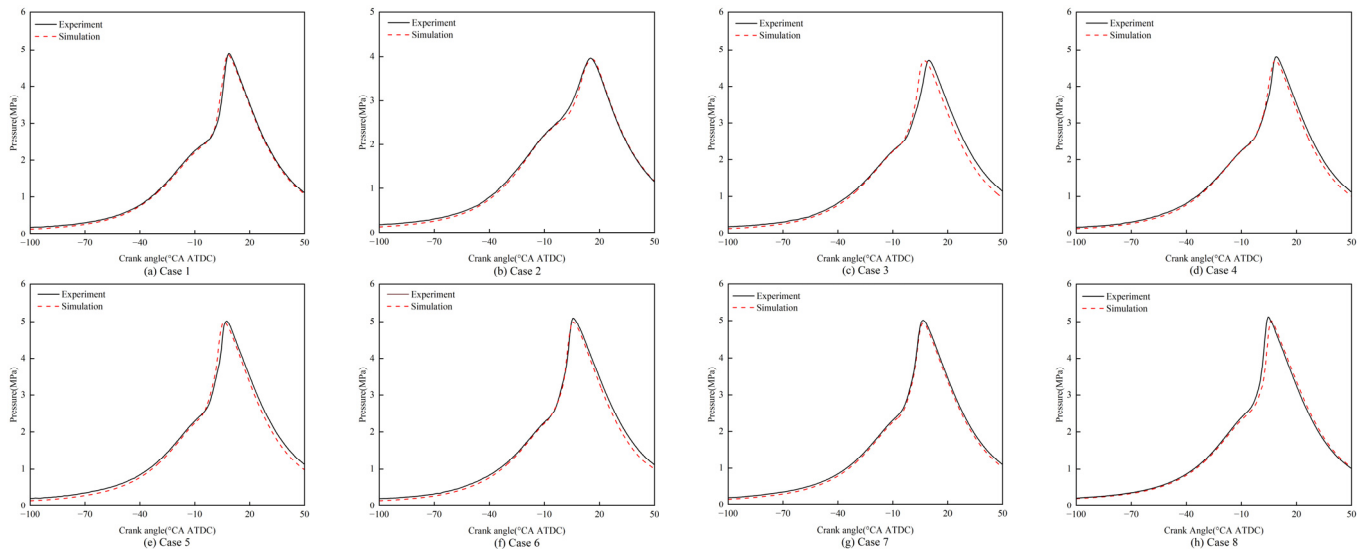 6
Experiment
Simulation
5
4
3
2
1
0
Pressure(MPa)
−100 −70 −40 −10 20 50
Crank angle(°CA ATDC)
(a) Case 1
5
Experiment
Simulation
4
3
2
1
0
Pressure(MPa)
−100 −70 −40 −10 20 50
Crank angle(°CA ATDC)
(b) Case 2
6
Experiment
Simulation
5
4
3
2
1
0
Pressure(MPa)
−100 −70 −40 −10 20 50
Crank angle(°CA ATDC)
(c) Case 3
6
Experiment
Simulation
5
4
3
2
1
0
Pressure(MPa)
−100 −70 −40 −10 20 50
Crank angle(°CA ATDC)
(d) Case 4
6
Experiment
Simulation
5
4
3
2
1
0
Pressure(MPa)
−100 −70 −40 −10 20 50
Crank angle(°CA ATDC)
(e) Case 5
6
Experiment
Simulation
5
4
3
2
1
0
Pressure(MPa)
−100 −70 −40 −10 20 50
Crank angle(°CA ATDC)
(f) Case 6
6
Experiment
Simulation
5
4
3
2
1
0
Pressure(MPa)
−100 −70 −40 −10 20 50
Crank angle(°CA ATDC)
(g) Case 7
6
Experiment
Simulation
5
4
3
2
1
0
Pressure(MPa)
−100 −70 −40 −10 20 50
Crank Angle(°CA ATDC)
(h) Case 8